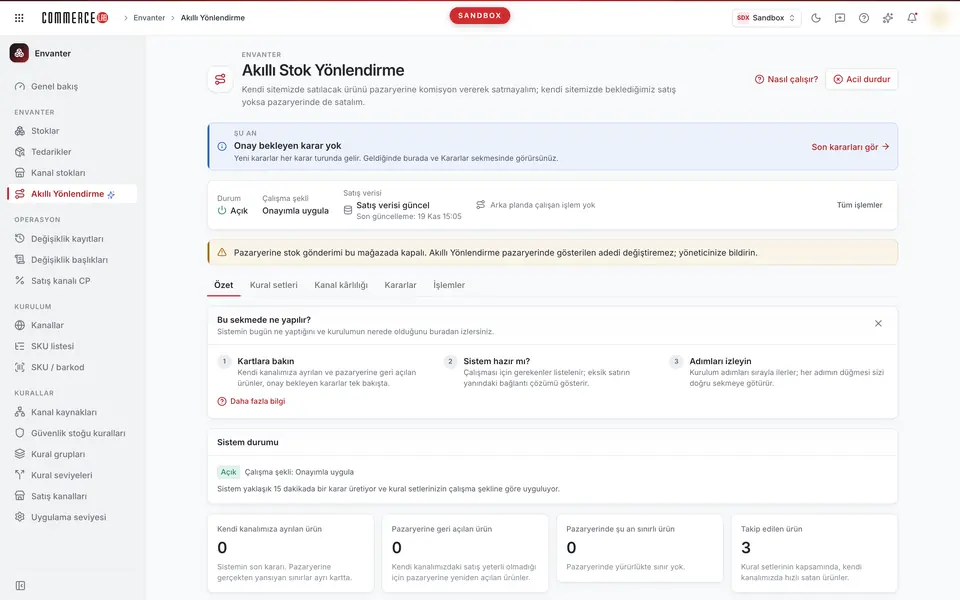 COMMERCE LAB
Envanter
Akıllı Yönlendirme
SANDBOX
SDX Sandbox
Envanter
Genel bakış
ENVANTER
Stoklar
Tedarikler
Kanal stokları
Akıllı Yönlendirme
OPERASYON
Değişiklik kayıtları
Değişiklik başlıkları
Satış kanalı CP
KURULUM
Kanallar
SKU listesi
SKU / barkod
KURALLAR
Kanal kaynakları
Güvenlik stoğu kuralları
Kural grupları
Kural seviyeleri
Satış kanalları
Uygulama seviyesi
ENVANTER
Akıllı Stok Yönlendirme
Kendi sitemizde satılacak ürünü pazaryerine komisyon vererek satmayalım; kendi sitemizde beklediğimiz satış
yoksa pazaryerinde de satalım.
Nasıl çalışır?
Acil durdur
ŞU AN
Onay bekleyen karar yok
Yeni kararlar her karar turunda gelir. Geldiğinde burada ve Kararlar sekmesinde görürsünüz.
Son kararları gör
Durum
Açık
Çalışma şekli
Onayımla uygula
Satış verisi
Satış verisi güncel
Son güncelleme: 19 Kas 15:05
Arka planda çalışan işlem yok
Tüm işlemler
Pazaryerine stok gönderimi bu mağazada kapalı. Akıllı Yönlendirme pazaryerinde gösterilen adedi değiştiremez; yöneticinize bildirin.
Özet
Kural setleri
Kanal kârlılığı
Kararlar
İşlemler
Bu sekmede ne yapılır?
Sistemin bugün ne yaptığını ve kurulumun nerede olduğunu buradan izlersiniz.
1
Kartlara bakın
Kendi kanalımıza ayrılan ve pazaryerine geri açılan
ürünler, onay bekleyen kararlar tek bakışta.
2
Sistem hazır mı?
Çalışması için gerekenler listelenir; eksik satırın
yanındaki bağlantı çözümü gösterir.
3
Adımları izleyin
Kurulum adımları sırayla ilerler; her adımın düğmesi sizi
doğru sekmeye götürür.
Daha fazla bilgi
Sistem durumu
Açık
Çalışma şekli: Onayımla uygula
Sistem yaklaşık 15 dakikada bir karar üretiyor ve kural setlerinizin çalışma şekline göre uyguluyor.
Kendi kanalımıza ayrılan ürün
0
Sistemin son kararı. Pazaryerine
gerçekten yansıyan sınırlar ayrı kartta.
Pazaryerine geri açılan ürün
0
Kendi kanalımızdaki satış yeterli olmadığı
için pazaryerine yeniden açılan ürünler.
Pazaryerinde şu an sınırlı ürün
0
Pazaryerinde yürürlükte sınır yok.
Takip edilen ürün
3
Kural setlerinin kapsamında, kendi
kanalımızda hızlı satan ürünler.